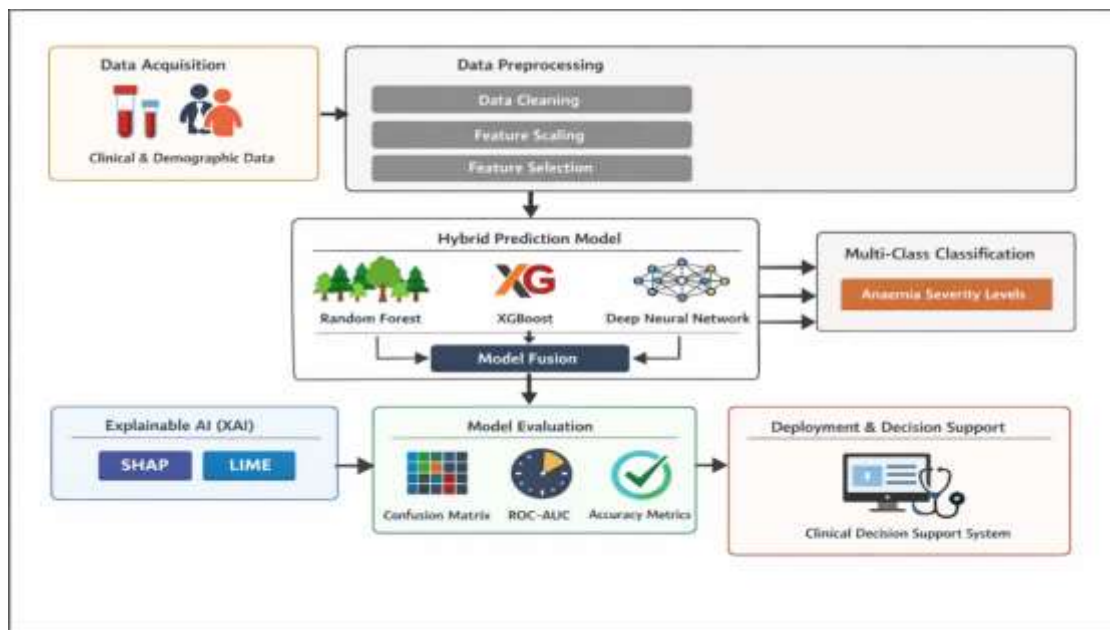 Data Acquisition
Clinical & Demographic Data
Data Preprocessing
Data Cleaning
Feature Scaling
Feature Selection
Hybrid Prediction Model
XG
Random Forest
XGBoost
Deep Neural Network
Model Fusion
Multi-Class Classification
Anaemia Severity Levels
Explainable AI (XAI)
SHAP
LIME
Model Evaluation
Confusion Matrix
ROC-AUC
Accuracy Metrics
Deployment & Decision Support
Clinical Decision Support System